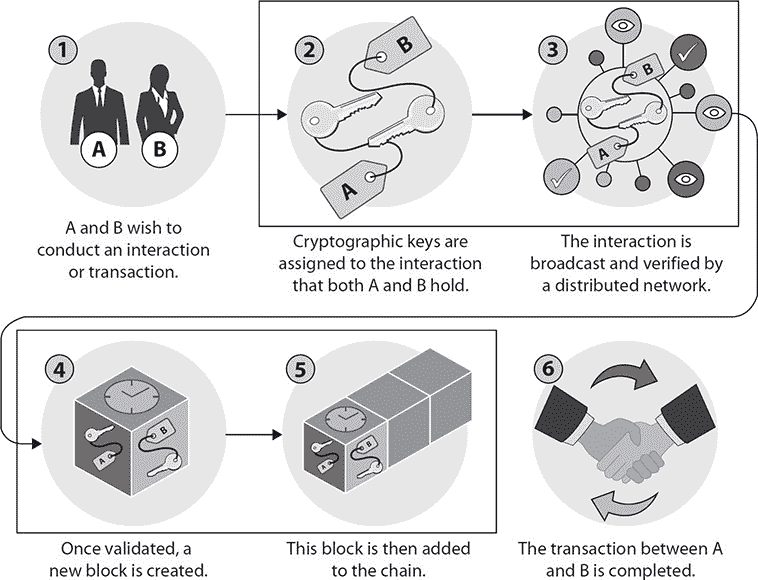 1
A B
A and B wish to
conduct an interaction
or transaction.
2
B
A
Cryptographic keys are
assigned to the interaction
that both A and B hold.
3
B
A
The interaction is
broadcast and verified by
a distributed network.
4
B
A
Once validated, a
new block is created.
5
B
A
This block is then added
to the chain.
6
The transaction between A
and B is completed.